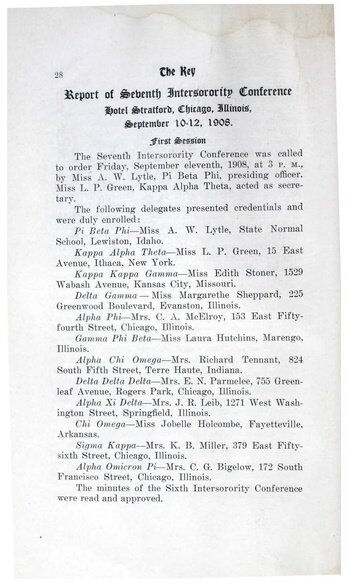 28
The Key
Report of Seventh Intersorority Conference
Hotel Stratford, Chicago, Illinois,
September 10-12, 1908.
First Session
The Seventh Intersorority Conference was called
to order Friday, September eleventh, 1908, at 3 P. M.,
by Miss A. W. Lytle, Pi Beta Phi, presiding officer.
Miss L. P. Green, Kappa Alpha Theta, acted as secre-
tary.
The following delegates presented credentials and
were duly enrolled:
Pi Beta Phi—Miss A. W. Lytle, State Normal
School, Lewiston, Idaho.
Kappa Alpha Theta—Miss L. P. Green, 15 East
Avenue, Ithaca, New York.
Kappa Kappa Gamma—Miss Edith Stoner, 1529
Wabash Avenue, Kansas City, Missouri.
Delta Gamma—Miss Margarethe Sheppard, 225
Greenwood Boulevard, Evanston, Illinois.
Alpha Phi—Mrs. C. A. McElroy, 153 East Fifty-
fourth Street, Chicago, Illinois.
Gamma Phi Beta—Miss Laura Hutchins, Marengo,
Illinois.
Alpha Chi Omega—Mrs. Richard Tennant, 824
South Fifth Street, Terre Haute, Indiana.
Delta Delta Delta—Mrs. E. N. Parmelee, 755 Green-
leaf Avenue, Rogers Park, Chicago, Illinois.
Alpha Xi Delta—Mrs. J. R. Leib, 1271 West Wash-
ington Street, Springfield, Illinois.
Chi Omega—Miss Jobelle Holcombe, Fayetteville,
Arkansas.
Sigma Kappa—Mrs. K. B. Miller, 379 East Fifty-
sixth Street, Chicago, Illinois.
Alpha Omicron Pi—Mrs. C. G. Bigelow, 172 South
Francisco Street, Chicago, Illinois.
The minutes of the Sixth Intersorority Conference
were read and approved.